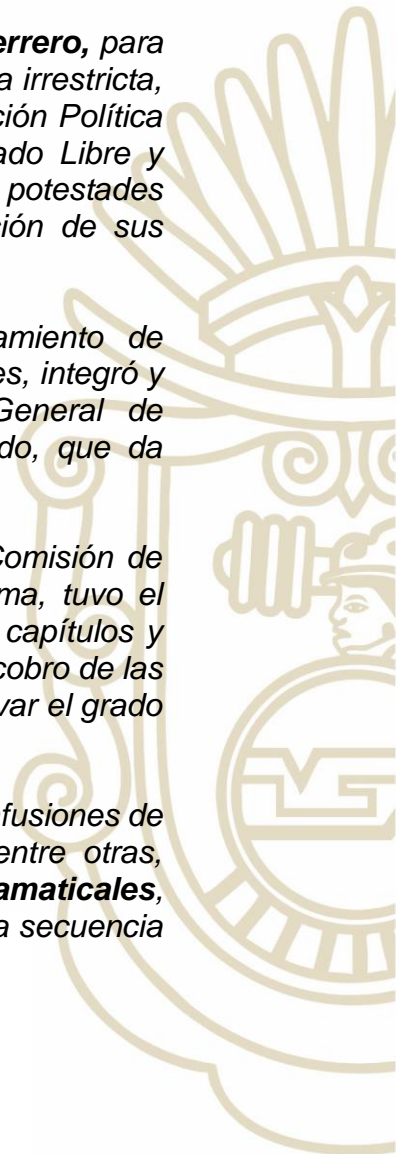 errero, para
a irrestricta,
ción Política
ado Libre y
potestades
ción de sus
amiento de
es, integró y
General de
do, que da
Comisión de
ma, tuvo el
capítulos y
cobro de las
var el grado
nfusiones de
entre otras,
amaticales,
a secuencia